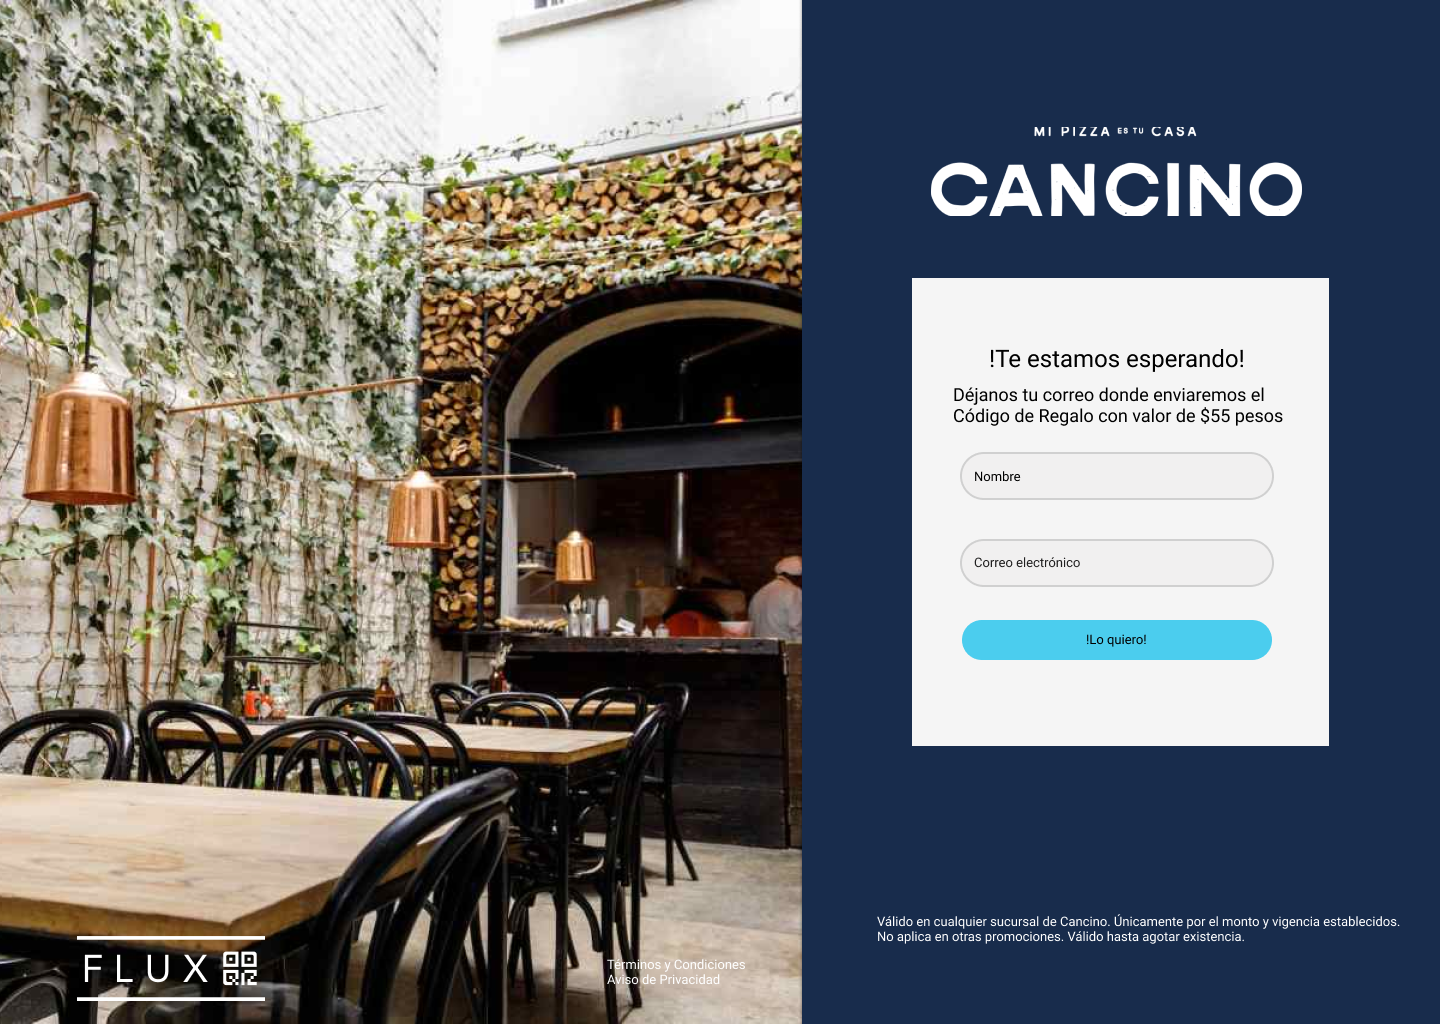 MI PIZZA ES TU CASA
CANCINO
!Te estamos esperando!
Déjanos tu correo donde enviaremos el
Código de Regalo con valor de $55 pesos
Nombre
Correo electrónico
!Lo quiero!
Válido en cualquier sucursal de Cancino. Únicamente por el monto y vigencia establecidos.
No aplica en otras promociones. Válido hasta agotar existencia.
FLUX
Términos y Condiciones
Aviso de Privacidad